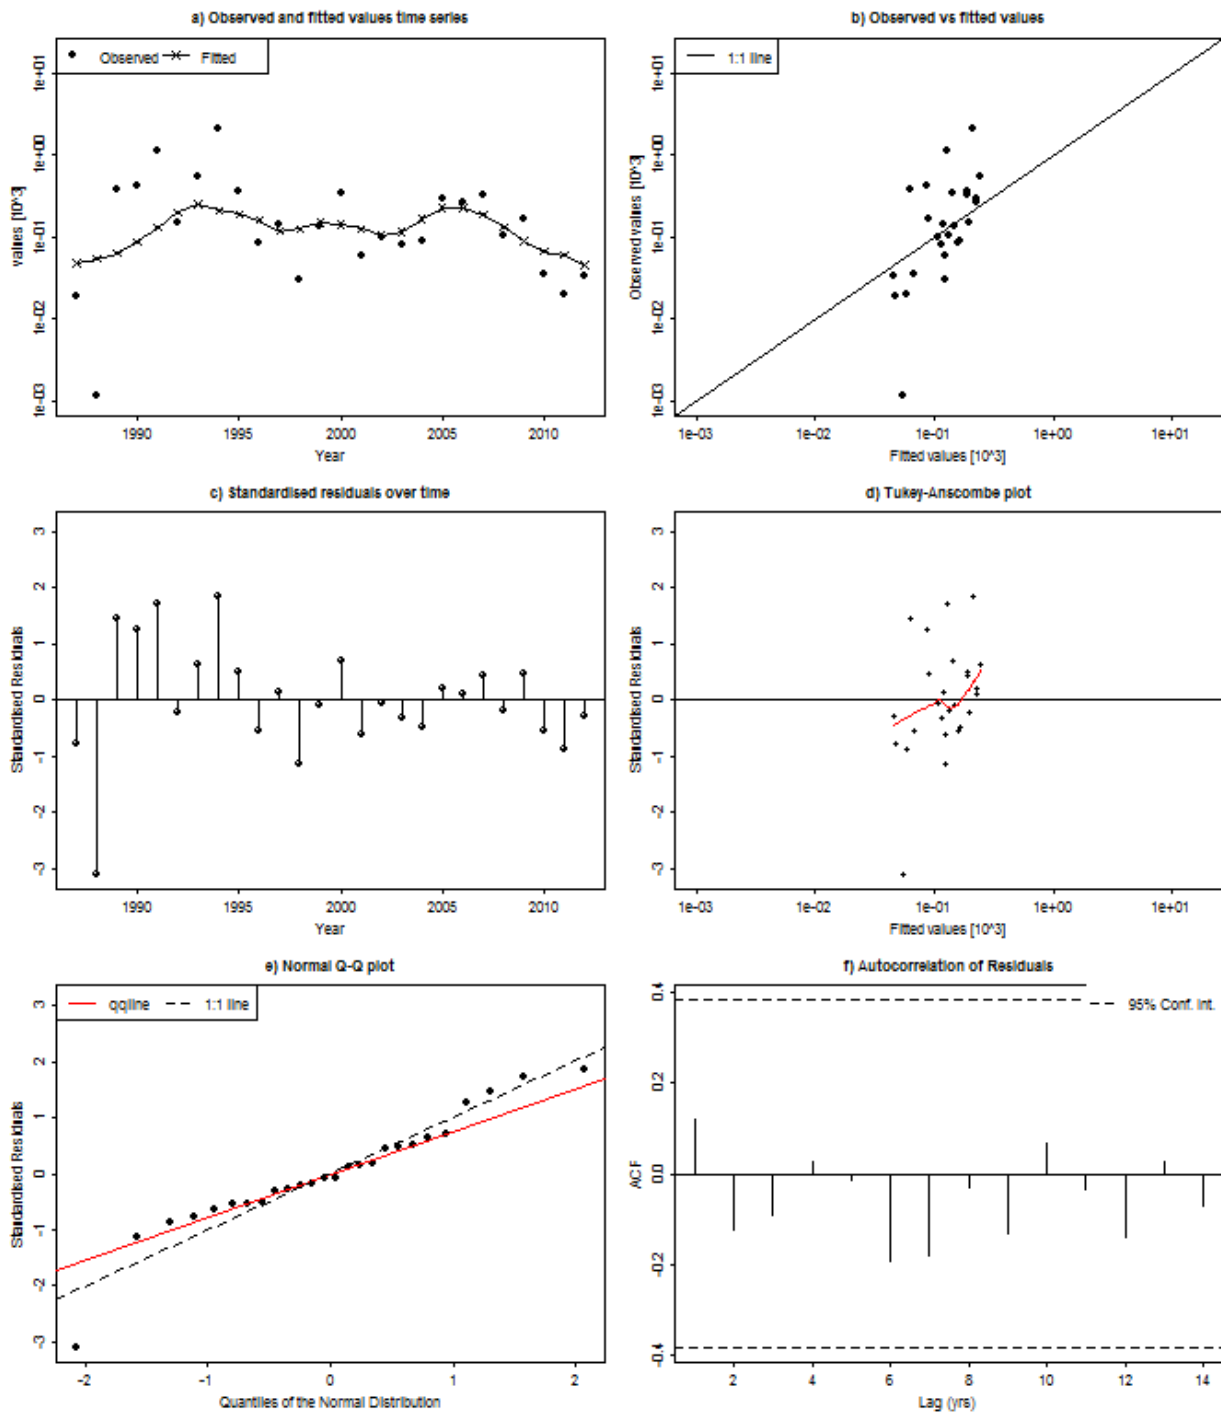 a) Observed and fitted values time series
Observed Fitted
values [10^3]
1e+01
1e+00
1e-01
1e-02
1e-03
1990 1995 2000 2005 2010
Year
b) Observed vs fitted values
1:1 line
Observed values [10^3]
1e+01
1e+00
1e-01
1e-02
1e-03
1e-03 1e-02 1e-01 1e+00 1e+01
Fitted values [10^3]
c) Standardised residuals over time
Standardised Residuals
3
2
1
0
-1
-2
-3
1990 1995 2000 2005 2010
Year
d) Tukey-Anscombe plot
Standardised Residuals
3
2
1
0
-1
-2
-3
1e-03 1e-02 1e-01 1e+00 1e+01
Fitted values [10^3]
e) Normal Q-Q plot
qqline 1:1 line
Standardised Residuals
3
2
1
0
-1
-2
-3
-2 -1 0 1 2
Quantiles of the Normal Distribution
f) Autocorrelation of Residuals
95% Conf. Int.
ACF
0.4
0.2
0.0
-0.2
-0.4
2 4 6 8 10 12 14
Lag (yrs)